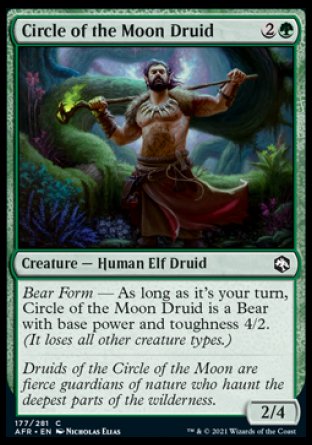 Circle of the Moon Druid 2
Creature — Human Elf Druid
Bear Form — As long as it's your turn,
Circle of the Moon Druid is a Bear
with base power and toughness 4/2.
(It loses all other creature types.)
Druids of the Circle of the Moon are
fierce guardians of nature who haunt the
deepest parts of the wilderness.
2/4
177/281 C
AFR • EN Nicholas Elias
™ & © 2021 Wizards of the Coast